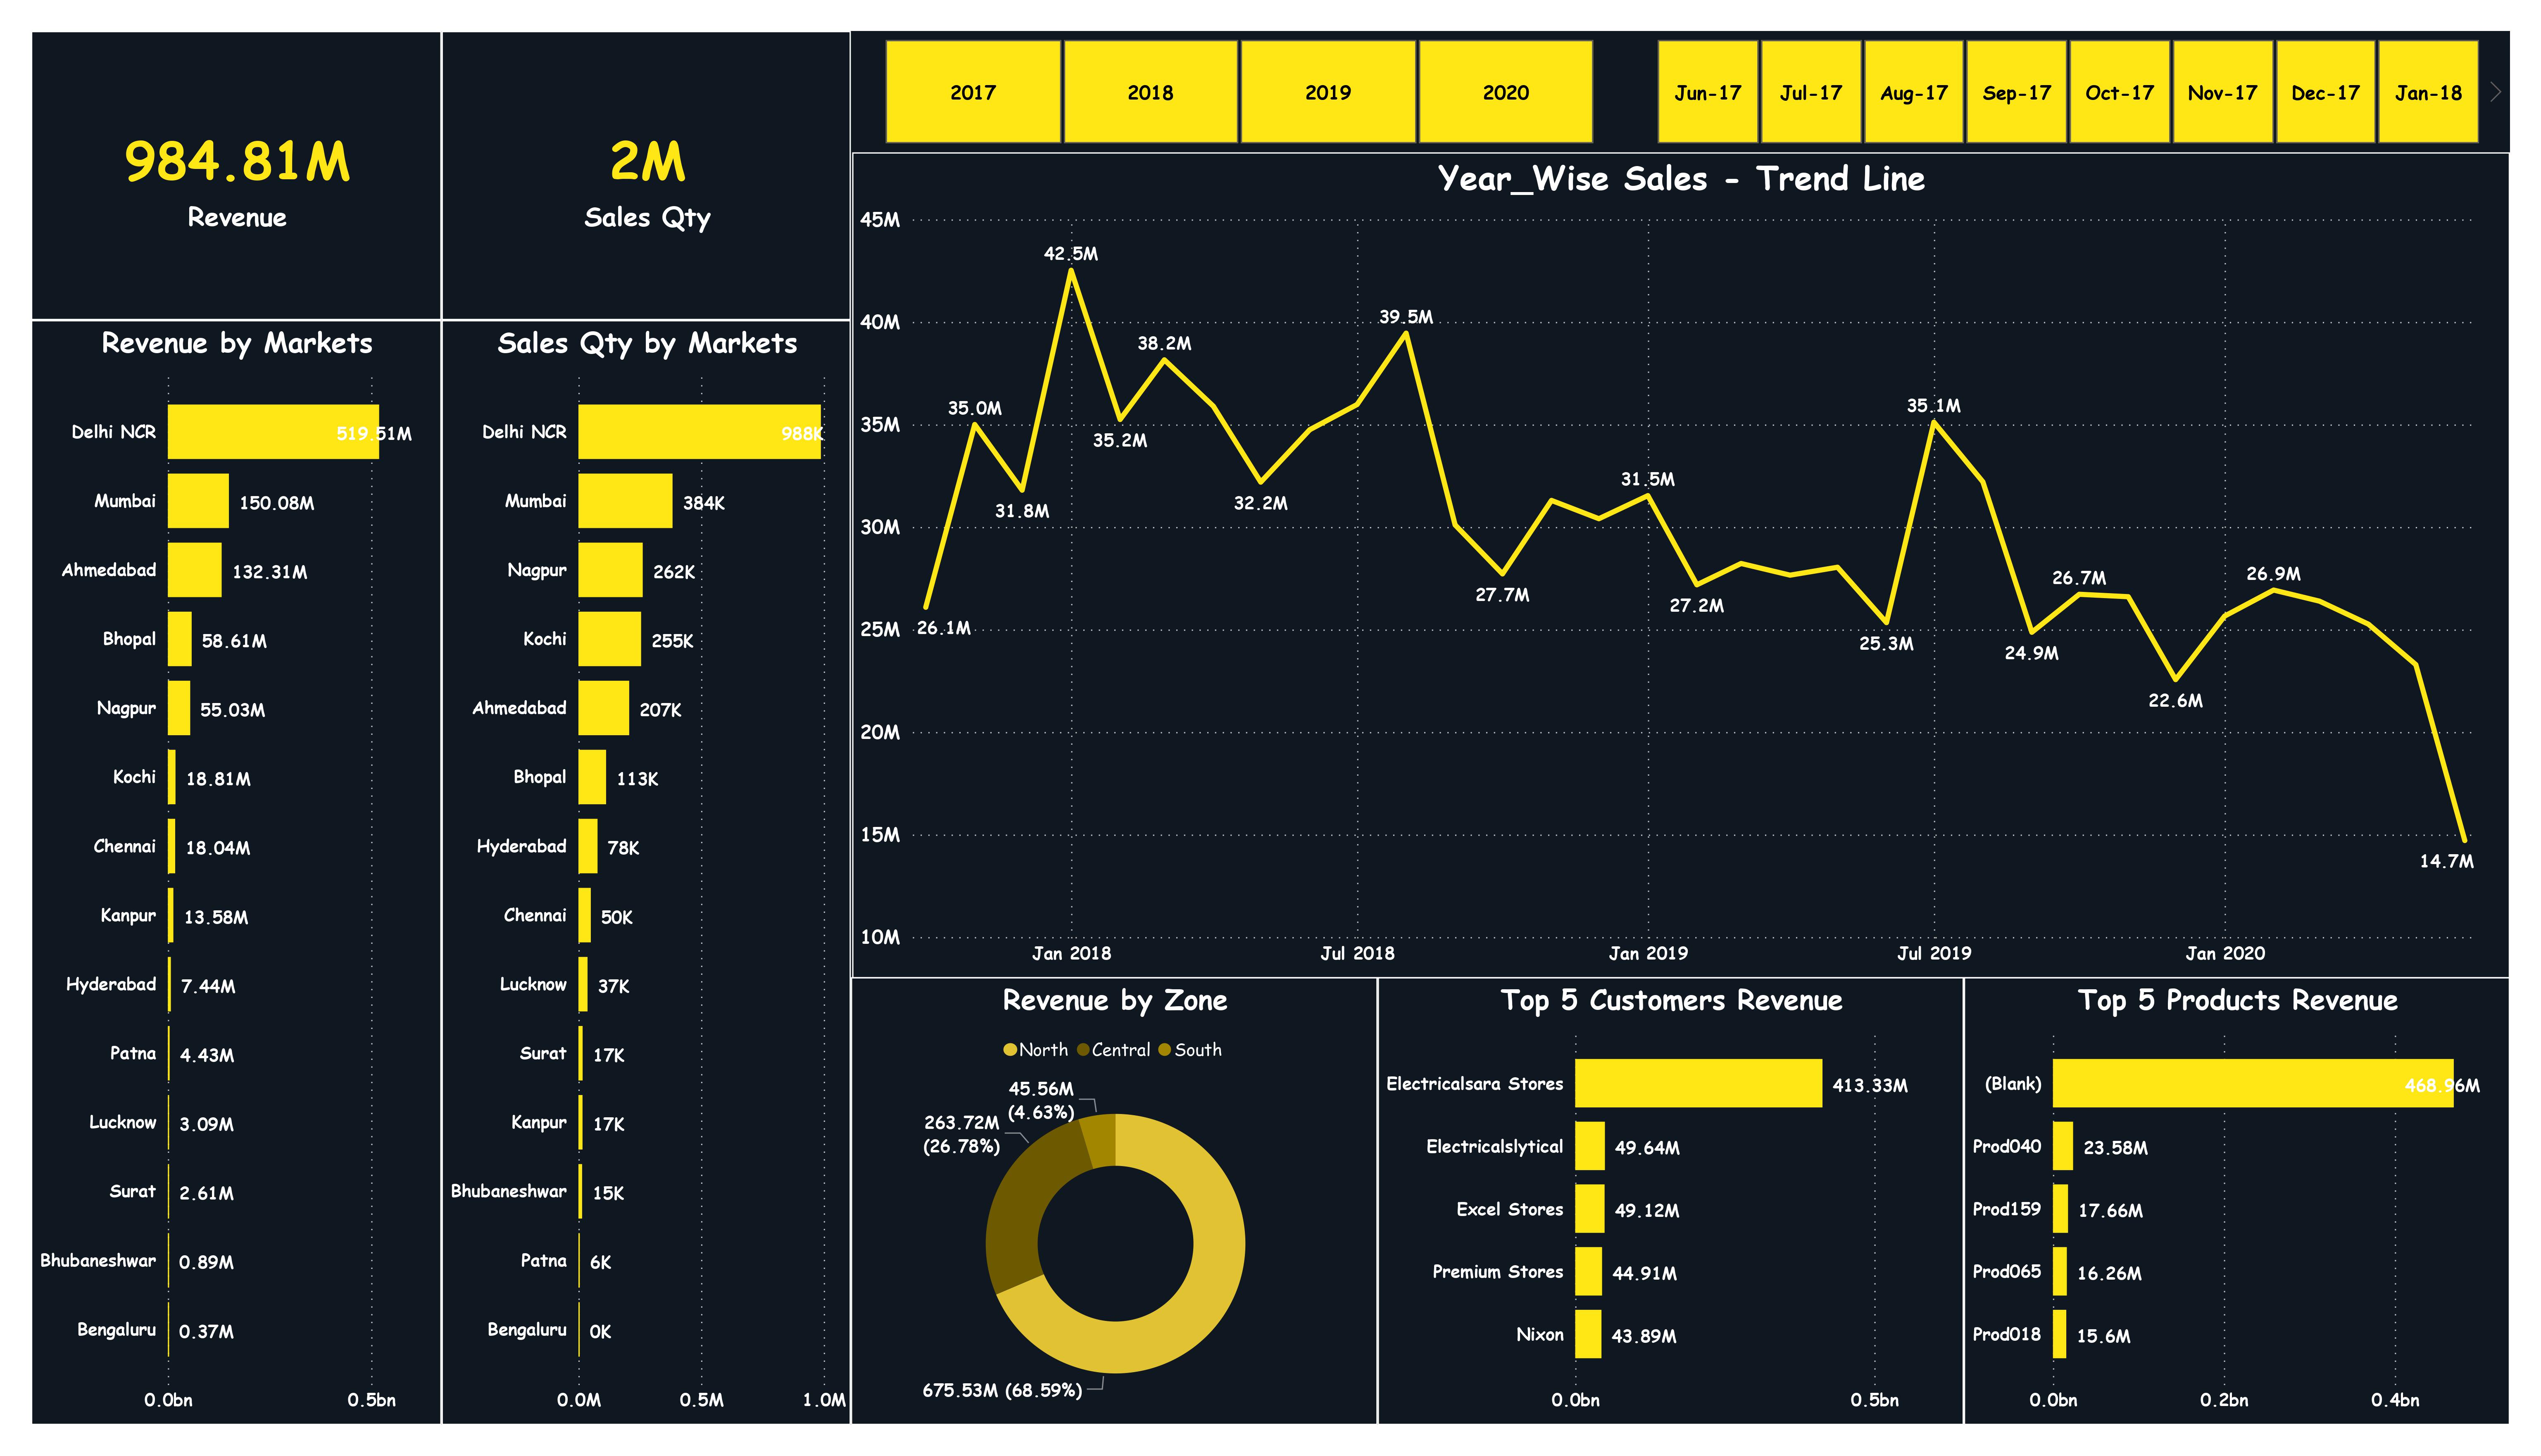 984.81M
Revenue
2M
Sales Qty
2017
2018
2019
2020
Jun-17
Jul-17
Aug-17
Sep-17
Oct-17
Nov-17
Dec-17
Jan-18
Revenue by Markets
Delhi NCR
519.51M
Mumbai
150.08M
Ahmedabad
132.31M
Bhopal
58.61M
Nagpur
55.03M
Kochi
18.81M
Chennai
18.04M
Kanpur
13.58M
Hyderabad
7.44M
Patna
4.43M
Lucknow
3.09M
Surat
2.61M
Bhubaneshwar
0.89M
Bengaluru
0.37M
0.0bn
0.5bn
Sales Qty by Markets
Delhi NCR
988K
Mumbai
384K
Nagpur
262K
Kochi
255K
Ahmedabad
207K
Bhopal
113K
Hyderabad
78K
Chennai
50K
Lucknow
37K
Surat
17K
Kanpur
17K
Bhubaneshwar
15K
Patna
6K
Bengaluru
0K
0.0M
0.5M
1.0M
Year_Wise Sales - Trend Line
45M
40M
35M
30M
25M
20M
15M
10M
26.1M
35.0M
31.8M
42.5M
35.2M
38.2M
32.2M
39.5M
27.7M
31.5M
27.2M
25.3M
35.1M
24.9M
26.7M
22.6M
26.9M
14.7M
Jan 2018
Jul 2018
Jan 2019
Jul 2019
Jan 2020
Revenue by Zone
North
Central
South
45.56M
(4.63%)
263.72M
(26.78%)
675.53M (68.59%)
Top 5 Customers Revenue
Electricalsara Stores
413.33M
Electricalslytical
49.64M
Excel Stores
49.12M
Premium Stores
44.91M
Nixon
43.89M
0.0bn
0.5bn
Top 5 Products Revenue
(Blank)
468.96M
Prod040
23.58M
Prod159
17.66M
Prod065
16.26M
Prod018
15.6M
0.0bn
0.2bn
0.4bn